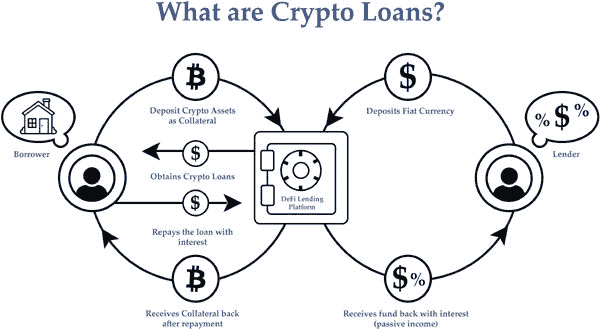 What are Crypto Loans?
Deposit Crypto Assets
as Collateral
Deposits Fiat Currency
% $ %
Borrower
Lender
$
Obtains Crypto Loans
DeFi Lending
Platform
$
Repays the loan with
interest
$%
Receives Collateral back
after repayment
Receives fund back with interest
(passive income)